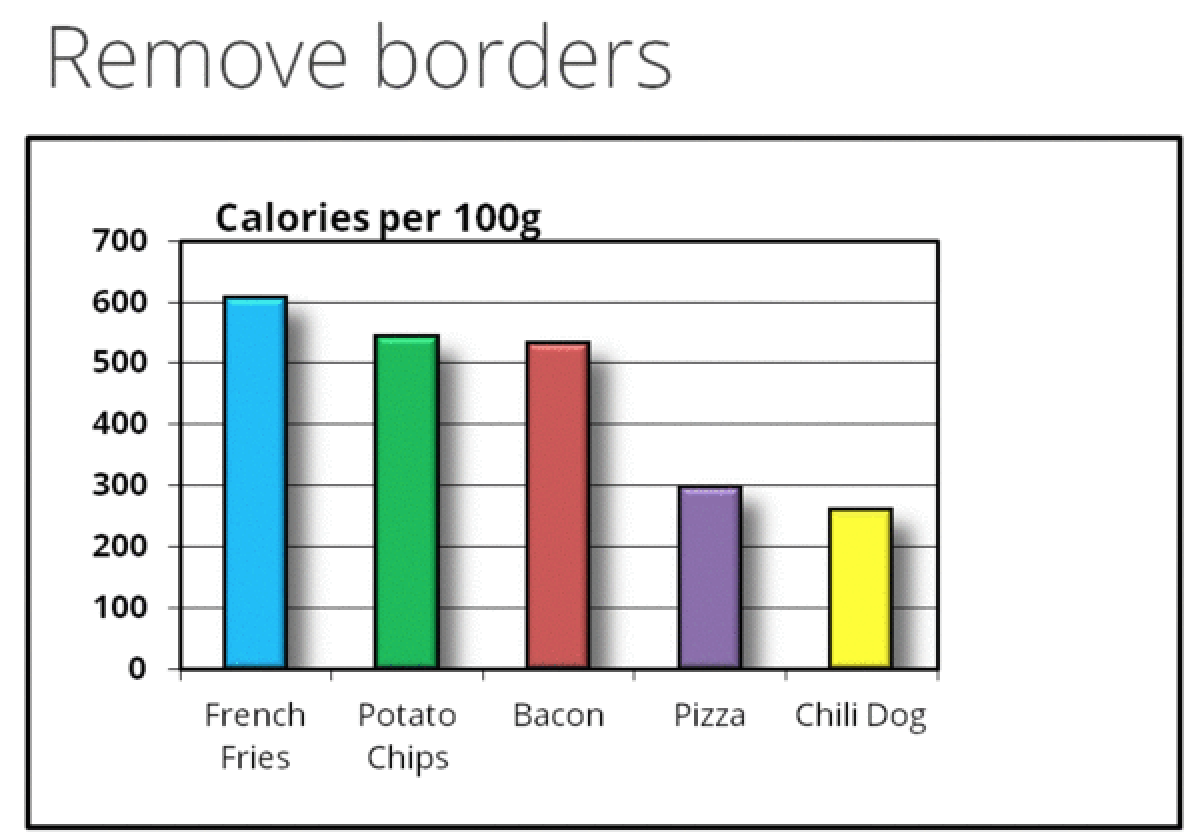 Remove borders
Calories per 100g
700
600
500
400
300
200
100
0
French Fries
Potato Chips
Bacon
Pizza
Chili Dog